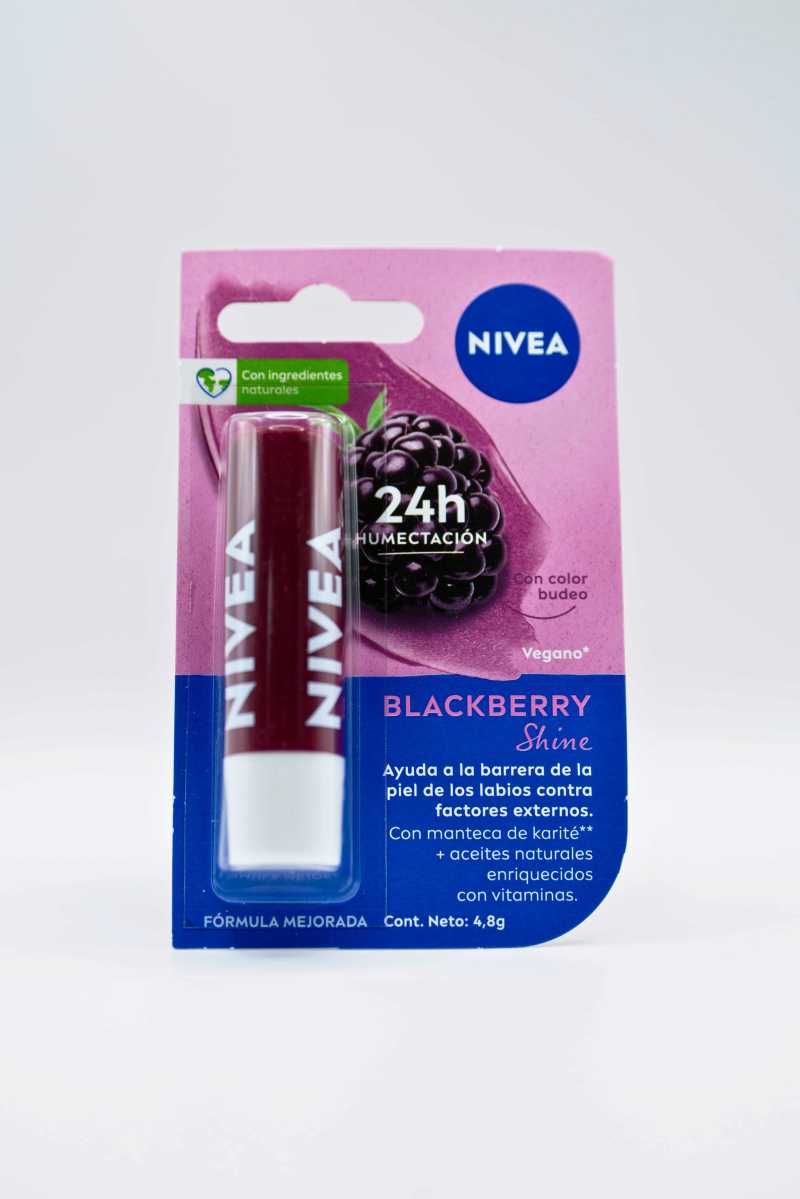 NIVEA
Con ingredientes
naturales
24h
HUMECTACIÓN
Con color
budeo
Vegano*
NIVEA
NIVEA
BLACKBERRY
Shine
Ayuda a la barrera de la
piel de los labios contra
factores externos.
Con manteca de karité**
+ aceites naturales
enriquecidos
con vitaminas.
FÓRMULA MEJORADA
Cont. Neto: 4,8g